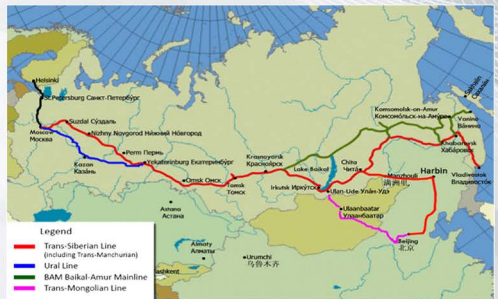 Helsinki
St.Petersburg Санкт-Петербург
Suzdal Суздаль
Moscow
Москва
Nizhny Novgorod Нижний Новгород
Kazan
Казань
Perm Пермь
Yekaterinburg Екатеринбург
Omsk Омск
Tomsk
Томск
Krasnoyarsk
Красноярск
Lake Baikal
Irkutsk Иркутск
Ulan-Ude Улан-Удэ
Chita
Чита
Komsomolsk-on-Amur
Комсомольск-на-Амуре
Sakhalin
Сахалин
Vanino
Ванино
Khabarovsk
Хабаровск
Manzhouli
满洲里
Harbin
Vladivostok
Владивосток
Ulaanbaatar
Улаанбаатар
Beijing
北京
Astana
Астана
Almaty
Алматы
Urumchi
乌鲁木齐
Tashkent
Legend
Trans-Siberian Line
(including Trans-Manchurian)
Ural Line
BAM Baikal-Amur Mainline
Trans-Mongolian Line